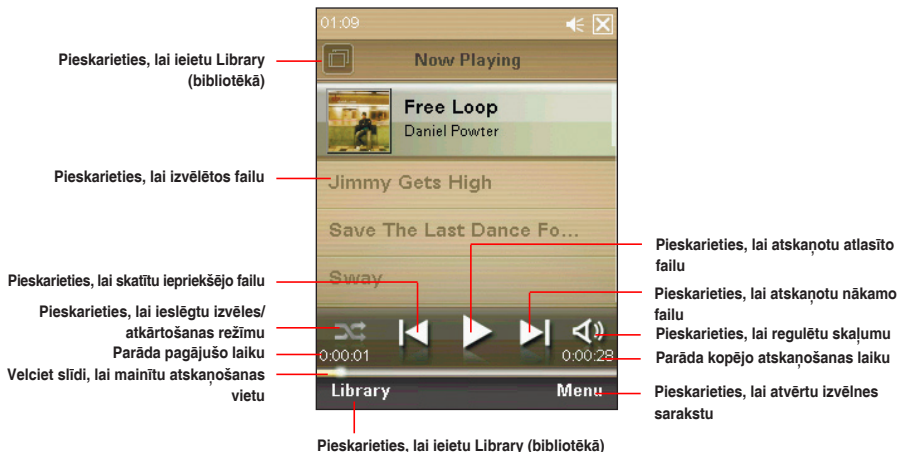 01:09
Pieskarieties, lai ieietu Library
(bibliotēkā)
Now Playing
Free Loop
Daniel Powter
Pieskarieties, lai izvēlētos failu
Jimmy Gets High
Save The Last Dance Fo...
Sway
Pieskarieties, lai skatītu iepriekšējo failu
Pieskarieties, lai ieslēgtu izvēles/
atkārtošanas režīmu
Parāda pagājušo laiku
Velciet slīdi, lai mainītu atskaņošanas
vietu
0:00:01
0:00:28
Library
Menu
Pieskarieties, lai atskaņotu atlasīto
failu
Pieskarieties, lai atskaņotu nākamo
failu
Pieskarieties, lai regulētu skaļumu
Parāda kopējo atskaņošanas laiku
Pieskarieties, lai atvērtu izvēlnes
sarakstu
Pieskarieties, lai ieietu Library (bibliotēkā)